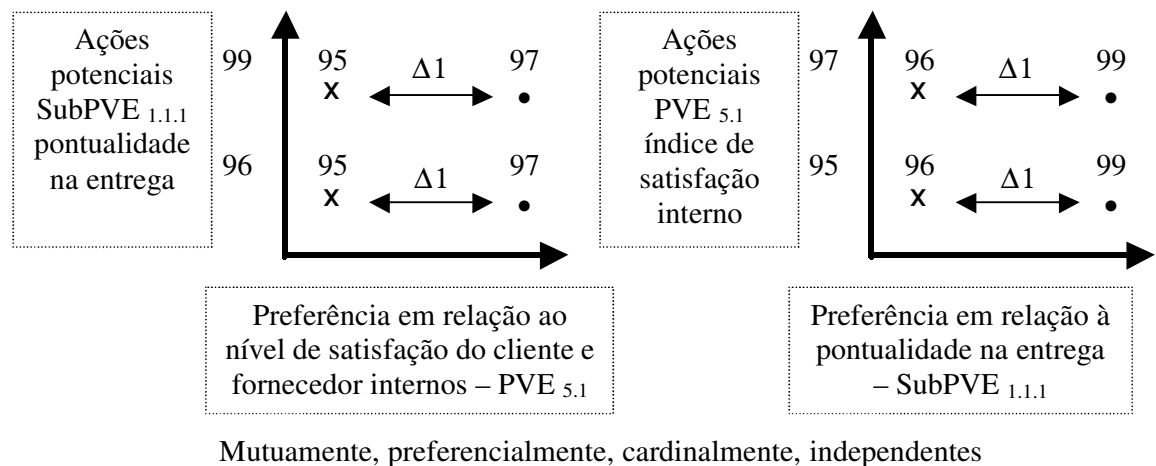 Ações
potenciais
SubPVE 1.1.1
pontualidade
na entrega
99
95
x
Δ1
97
•
96
95
x
Δ1
97
•
Preferência em relação ao
nível de satisfação do cliente e
fornecedor internos – PVE 5.1
Ações
potenciais
PVE 5.1
índice de
satisfação
interno
97
96
x
Δ1
99
•
95
96
x
Δ1
99
•
Preferência em relação à
pontualidade na entrega
– SubPVE 1.1.1
Mutuamente, preferencialmente, cardinalmente, independentes